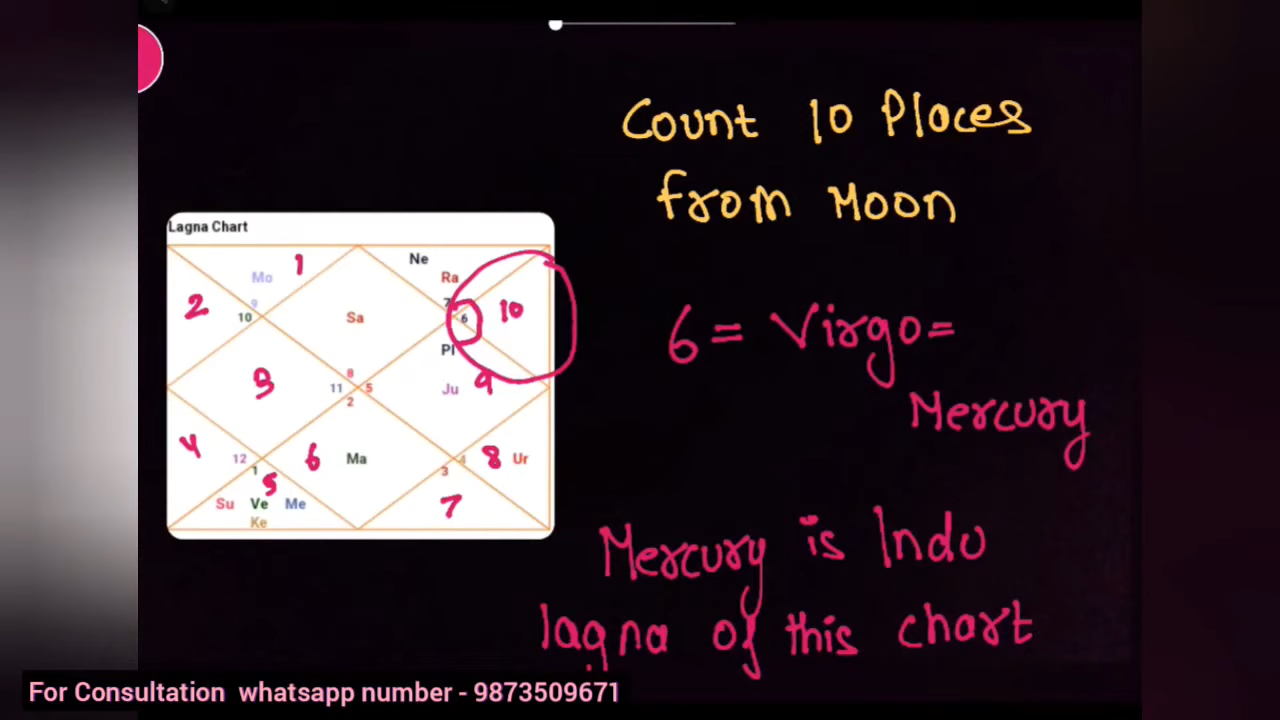 Count 10 Places
from Moon
Lagna Chart
Ne
Mo 1
Ra
2
9
7
10
10
Sa
6
6 = Virgo =
Pl
3
8
11 5
2
Ju 9
Mercury
4
12
1
6
Ma
4
3
8 Ur
5
7
Su Ve Me
Ke
Mercury is Indu
lagna of this chart
For Consultation whatsapp number - 9873509671